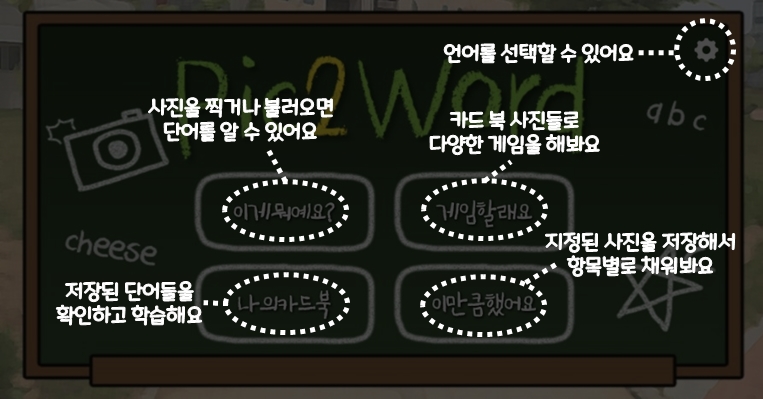 언어를 선택할 수 있어요
Pic2Word
사진을 찍거나 불러오면
단어를 알 수 있어요
카드 북 사진들로
다양한 게임을 해봐요
abc
이게뭐예요?
게임할래요
cheese
지정된 사진을 저장해서
항목별로 채워봐요
저장된 단어들을
확인하고 학습해요
나의카드북
이만큼했어요